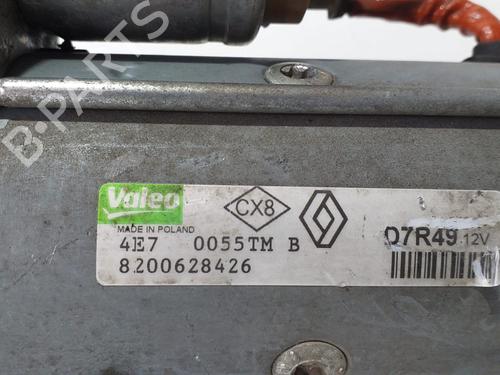 B-PARTS
Valeo
CX8
MADE IN POLAND
4E7 0055TM B
D7R49 12V
8200628426